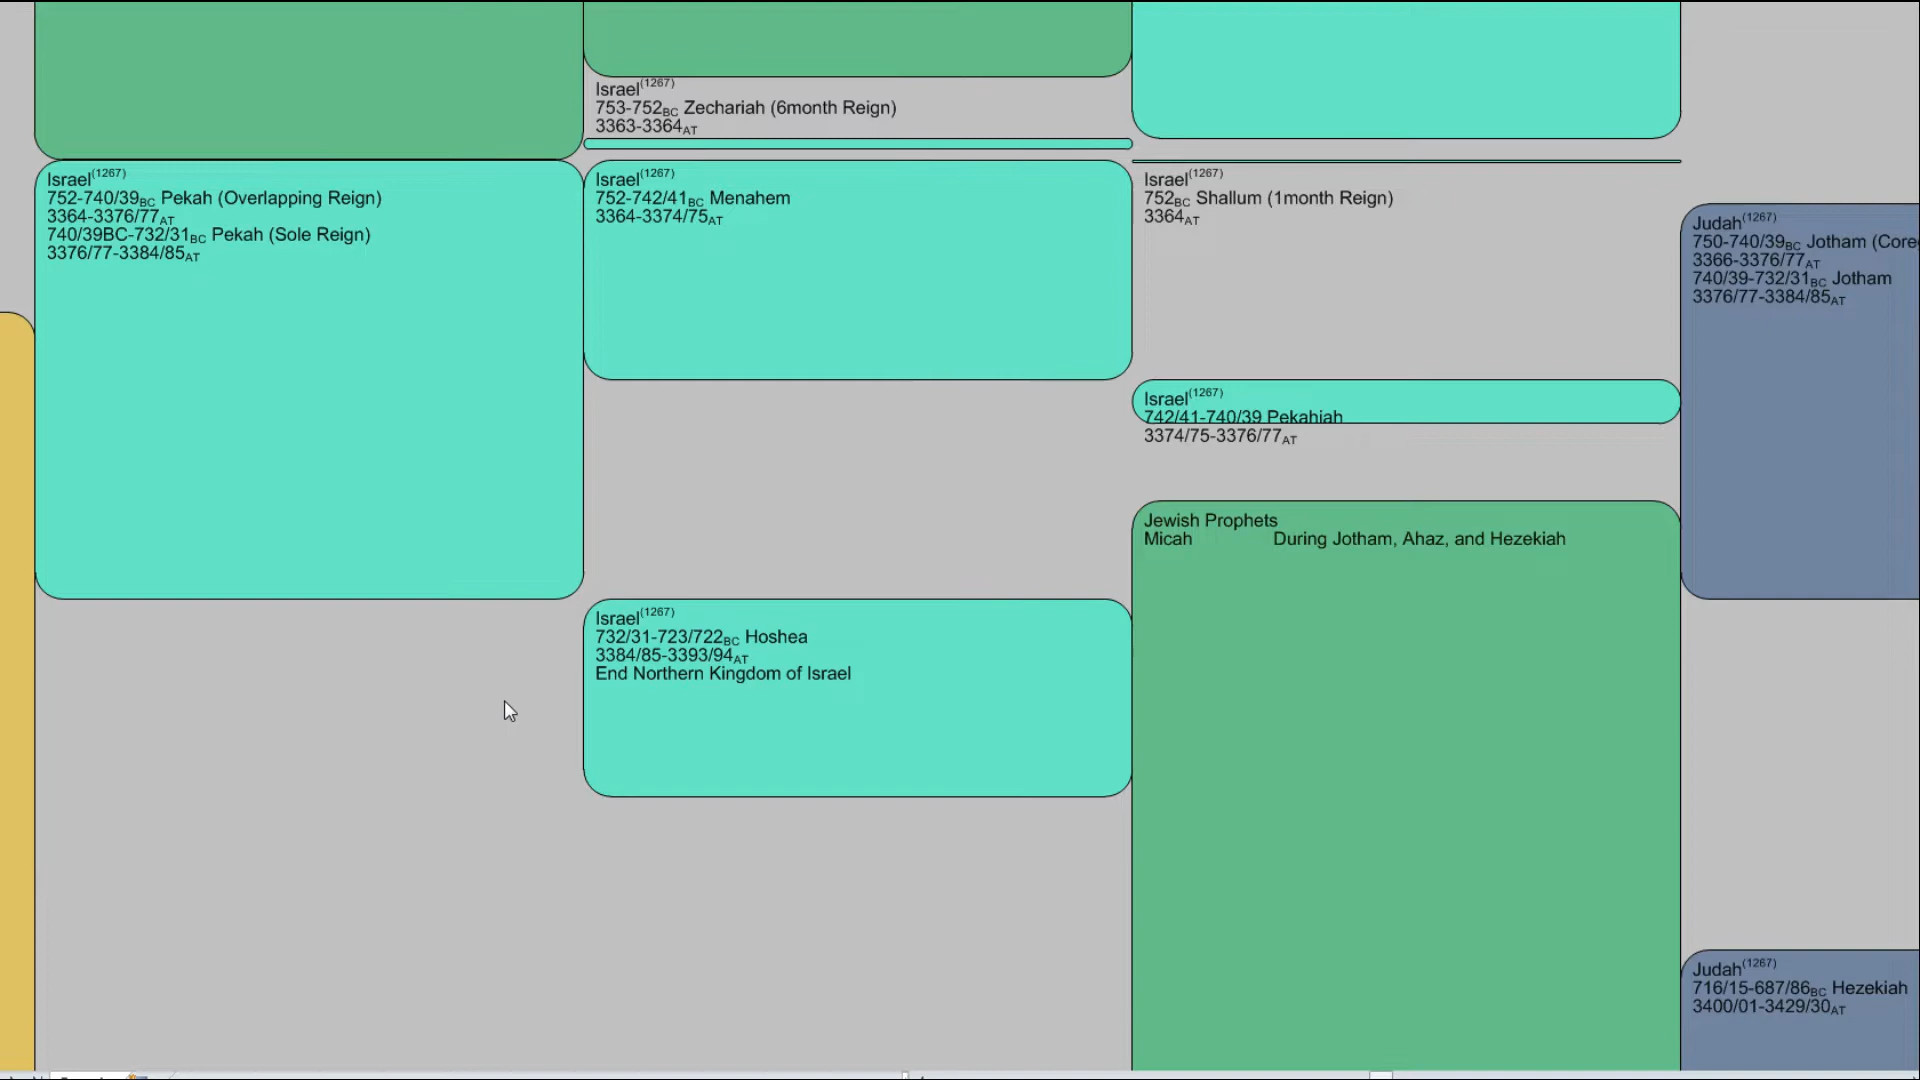 Israel(1267)
753-752BC Zechariah (6month Reign)
3363-3364AT
Israel(1267)
752-740/39BC Pekah (Overlapping Reign)
3364-3376/77AT
740/39BC-732/31BC Pekah (Sole Reign)
3376/77-3384/85AT
Israel(1267)
752-742/41BC Menahem
3364-3374/75AT
Israel(1267)
752BC Shallum (1month Reign)
3364AT
Judah(1267)
750-740/39BC Jotham (Core
3366-3376/77AT
740/39-732/31BC Jotham
3376/77-3384/85AT
Israel(1267)
742/41-740/39 Pekahiah
3374/75-3376/77AT
Jewish Prophets
Micah During Jotham, Ahaz, and Hezekiah
Israel(1267)
732/31-723/722BC Hoshea
3384/85-3393/94AT
End Northern Kingdom of Israel
Judah(1267)
716/15-687/86BC Hezekiah
3400/01-3429/30AT